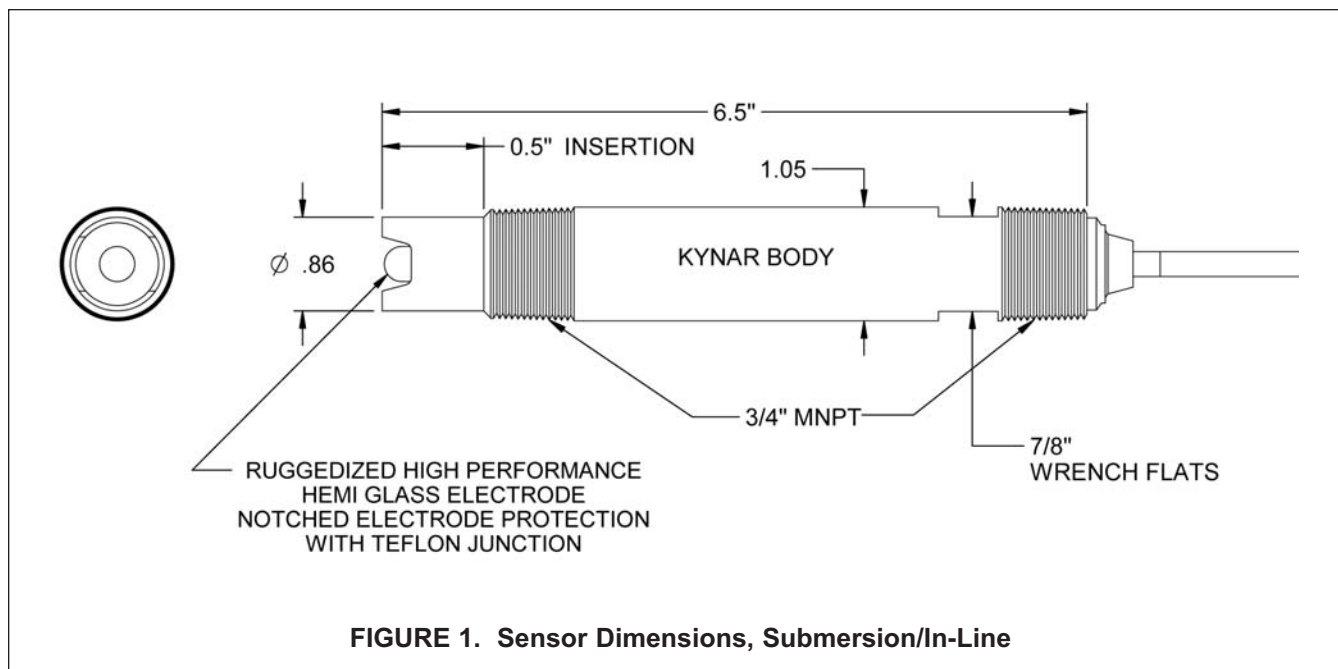 6.5"
0.5" INSERTION
1.05
Ø .86
KYNAR BODY
3/4" MNPT
7/8"
WRENCH FLATS
RUGGEDIZED HIGH PERFORMANCE
HEMI GLASS ELECTRODE
NOTCHED ELECTRODE PROTECTION
WITH TEFLON JUNCTION
FIGURE 1. Sensor Dimensions, Submersion/In-Line